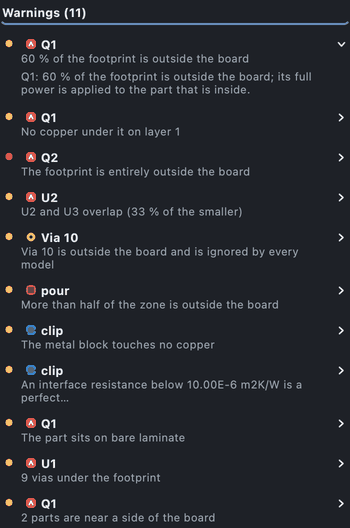 Warnings (11)
Q1
60 % of the footprint is outside the board
Q1: 60 % of the footprint is outside the board; its full
power is applied to the part that is inside.
Q1
No copper under it on layer 1
Q2
The footprint is entirely outside the board
U2
U2 and U3 overlap (33 % of the smaller)
Via 10
Via 10 is outside the board and is ignored by every
model
pour
More than half of the zone is outside the board
clip
The metal block touches no copper
clip
An interface resistance below 10.00E-6 m2K/W is a
perfect…
Q1
The part sits on bare laminate
U1
9 vias under the footprint
Q1
2 parts are near a side of the board